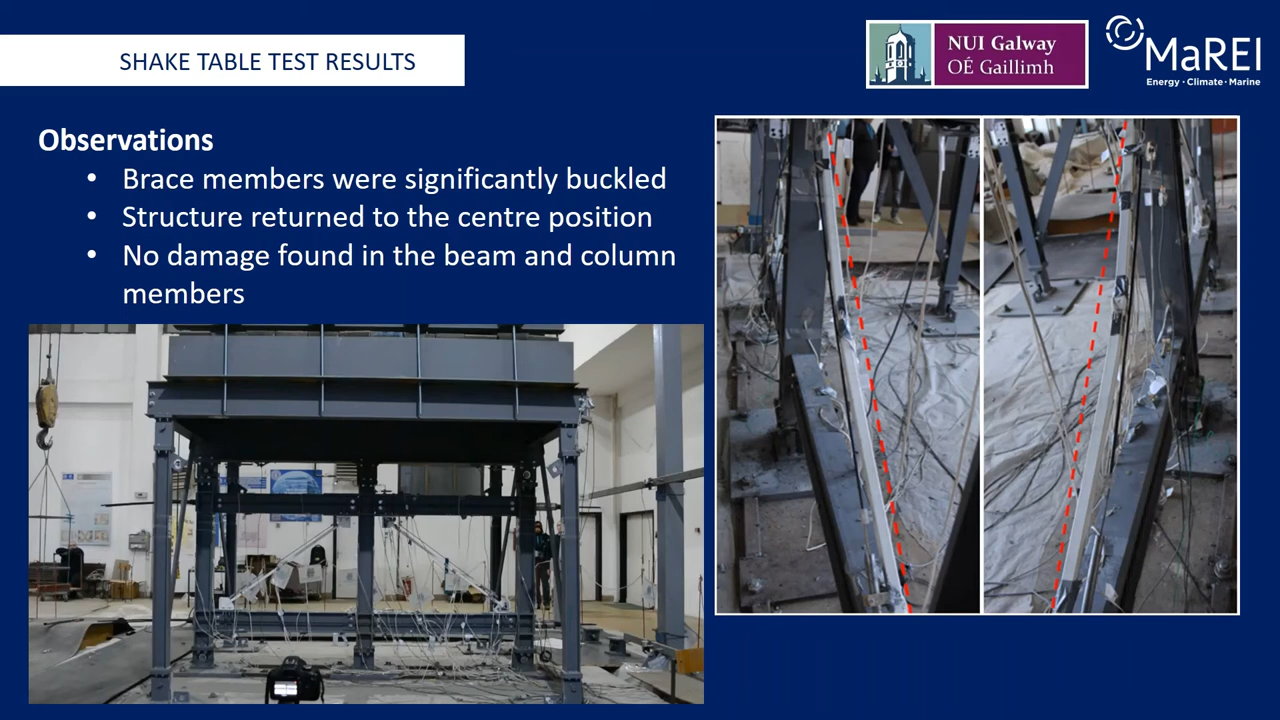 SHAKE TABLE TEST RESULTS
NUI Galway
OÉ Gaillimh
MaREI
Energy · Climate · Marine
Observations
• Brace members were significantly buckled
• Structure returned to the centre position
• No damage found in the beam and column
members